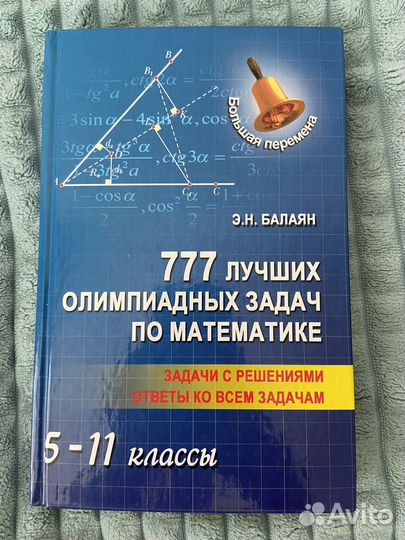 Большая перемена
Э.Н. БАЛАЯН
777 ЛУЧШИХ
ОЛИМПИАДНЫХ ЗАДАЧ
ПО МАТЕМАТИКЕ
ЗАДАЧИ С РЕШЕНИЯМИ
ОТВЕТЫ КО ВСЕМ ЗАДАЧАМ
5 - 11 классы
Avito